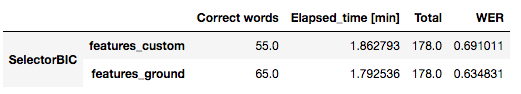 Correct words Elapsed_time [min] Total WER
SelectorBIC features_custom 55.0 1.862793 178.0 0.691011
features_ground 65.0 1.792536 178.0 0.634831